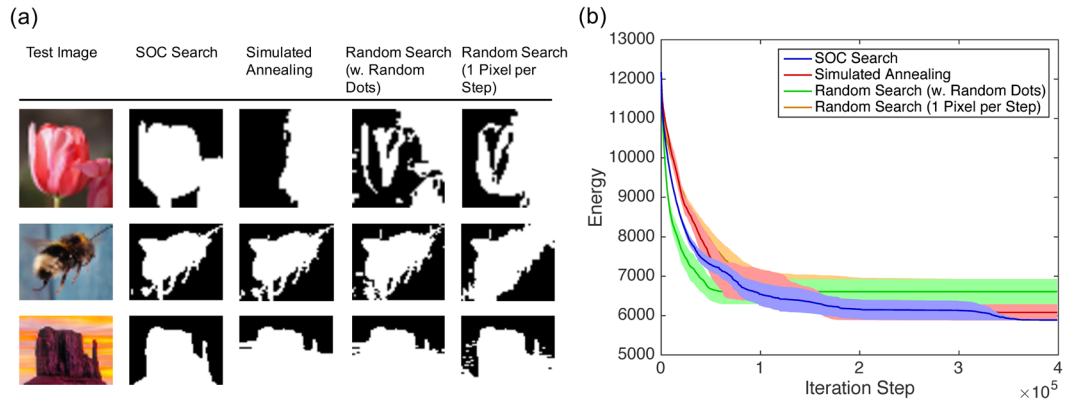 (a)
Test Image
SOC Search
Simulated
Annealing
Random Search
(w. Random
Dots)
Random Search
(1 Pixel per
Step)
(b)
13000
12000
11000
10000
9000
8000
7000
6000
5000
Energy
SOC Search
Simulated Annealing
Random Search (w. Random Dots)
Random Search (1 Pixel per Step)
0
1
2
3
4
Iteration Step
×10⁵